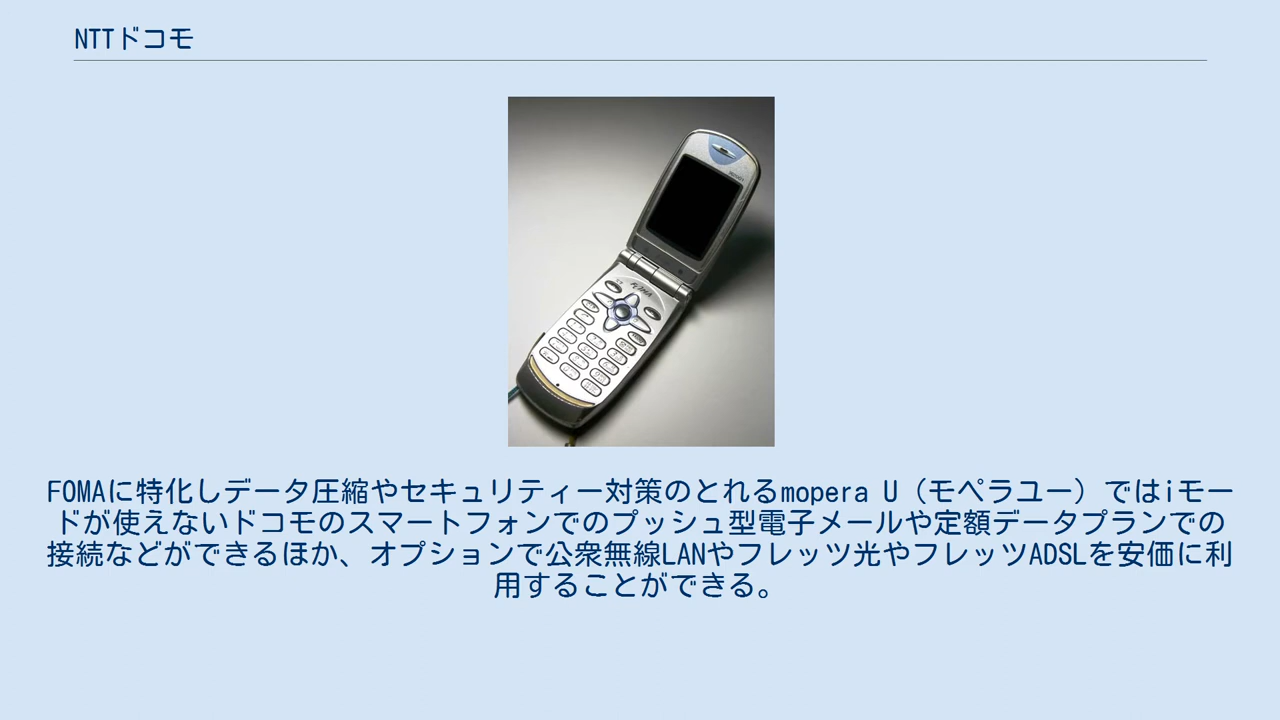 NTTドコモ
FOMA
FOMAに特化しデータ圧縮やセキュリティー対策のとれるmopera U（モペラユー）ではiモー
ドが使えないドコモのスマートフォンでのプッシュ型電子メールや定額データプランでの
接続などができるほか、オプションで公衆無線LANやフレッツ光やフレッツADSLを安価に利
用することができる。